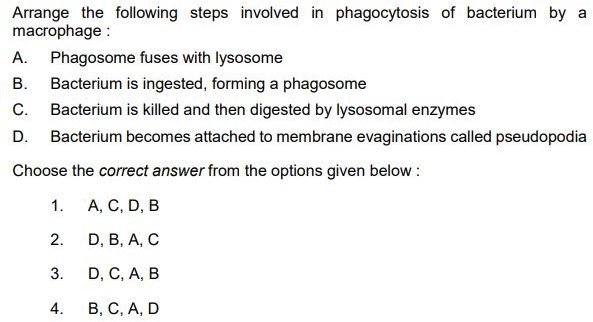 Arrange the following steps involved in phagocytosis of bacterium by a
macrophage :
A. Phagosome fuses with lysosome
B. Bacterium is ingested, forming a phagosome
C. Bacterium is killed and then digested by lysosomal enzymes
D. Bacterium becomes attached to membrane evaginations called pseudopodia
Choose the correct answer from the options given below :
1. A, C, D, B
2. D, B, A, C
3. D, C, A, B
4. B, C, A, D